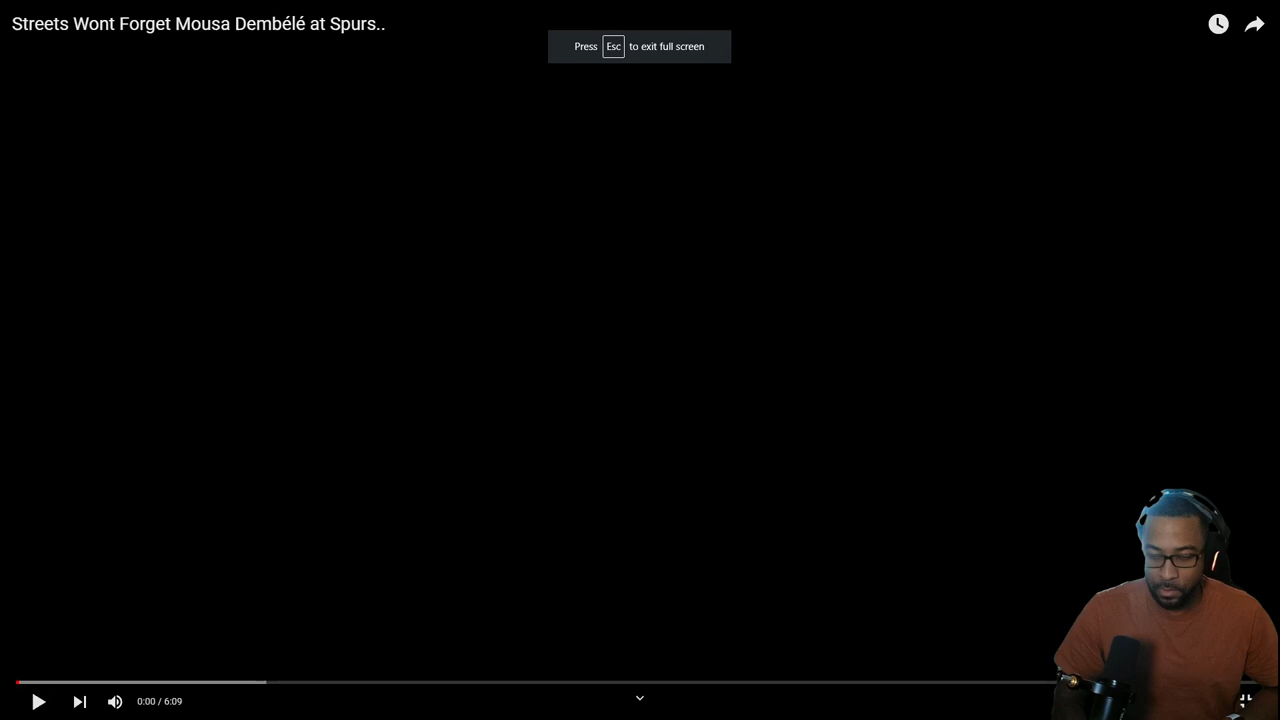 Streets Wont Forget Mousa Dembélé at Spurs..
Press Esc to exit full screen
0:00 / 6:09